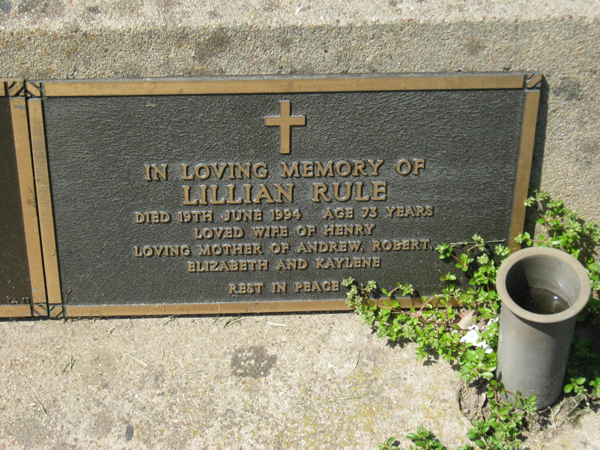 IN LOVING MEMORY OF
LILLIAN RULE
DIED 19TH JUNE 1994 AGE 73 YEARS
LOVED WIFE OF HENRY
LOVING MOTHER OF ANDREW, ROBERT,
ELIZABETH AND KAYLENE
REST IN PEACE